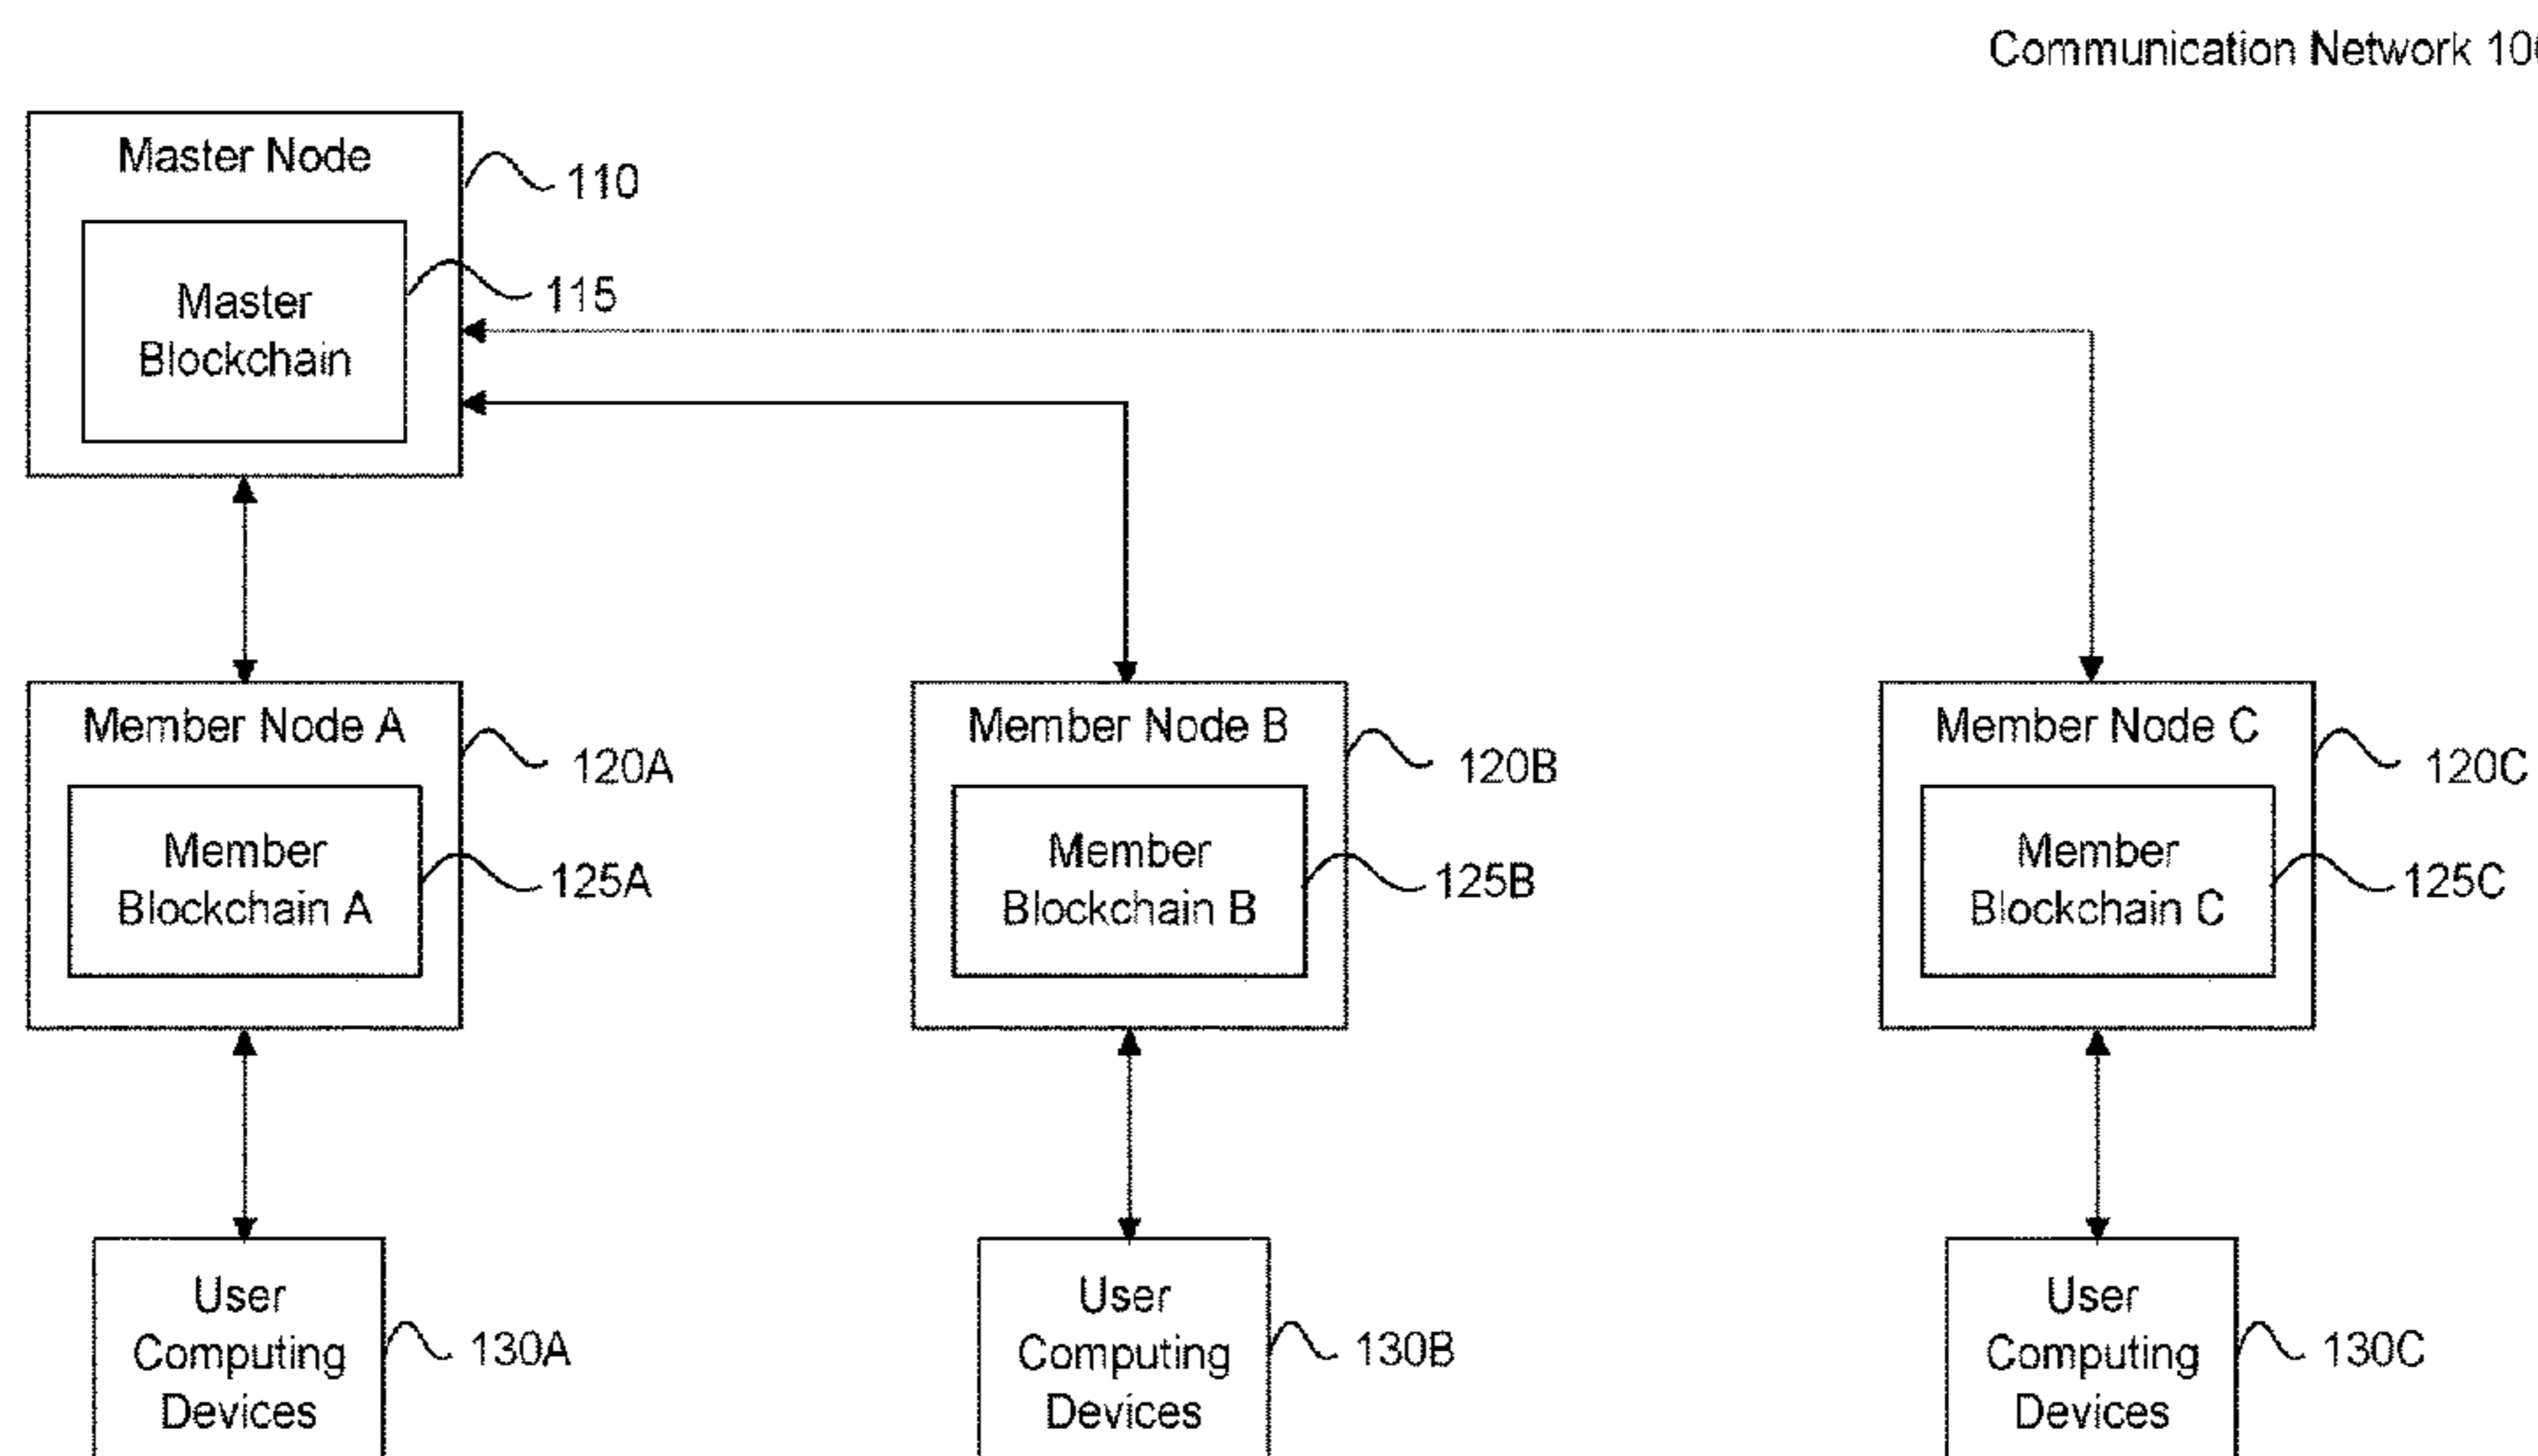 Communication Network 10
Master Node
110
Master
Blockchain
115
Member Node A
120A
Member
Blockchain A
125A
Member Node B
120B
Member
Blockchain B
125B
Member Node C
120C
Member
Blockchain C
125C
User
Computing
Devices
130A
User
Computing
Devices
130B
User
Computing
Devices
130C